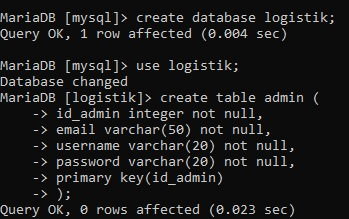 MariaDB [mysql]> create database logistik;
Query OK, 1 row affected (0.004 sec)
MariaDB [mysql]> use logistik;
Database changed
MariaDB [logistik]> create table admin (
    -> id_admin integer not null,
    -> email varchar(50) not null,
    -> username varchar(20) not null,
    -> password varchar(20) not null,
    -> primary key(id_admin)
    -> );
Query OK, 0 rows affected (0.023 sec)